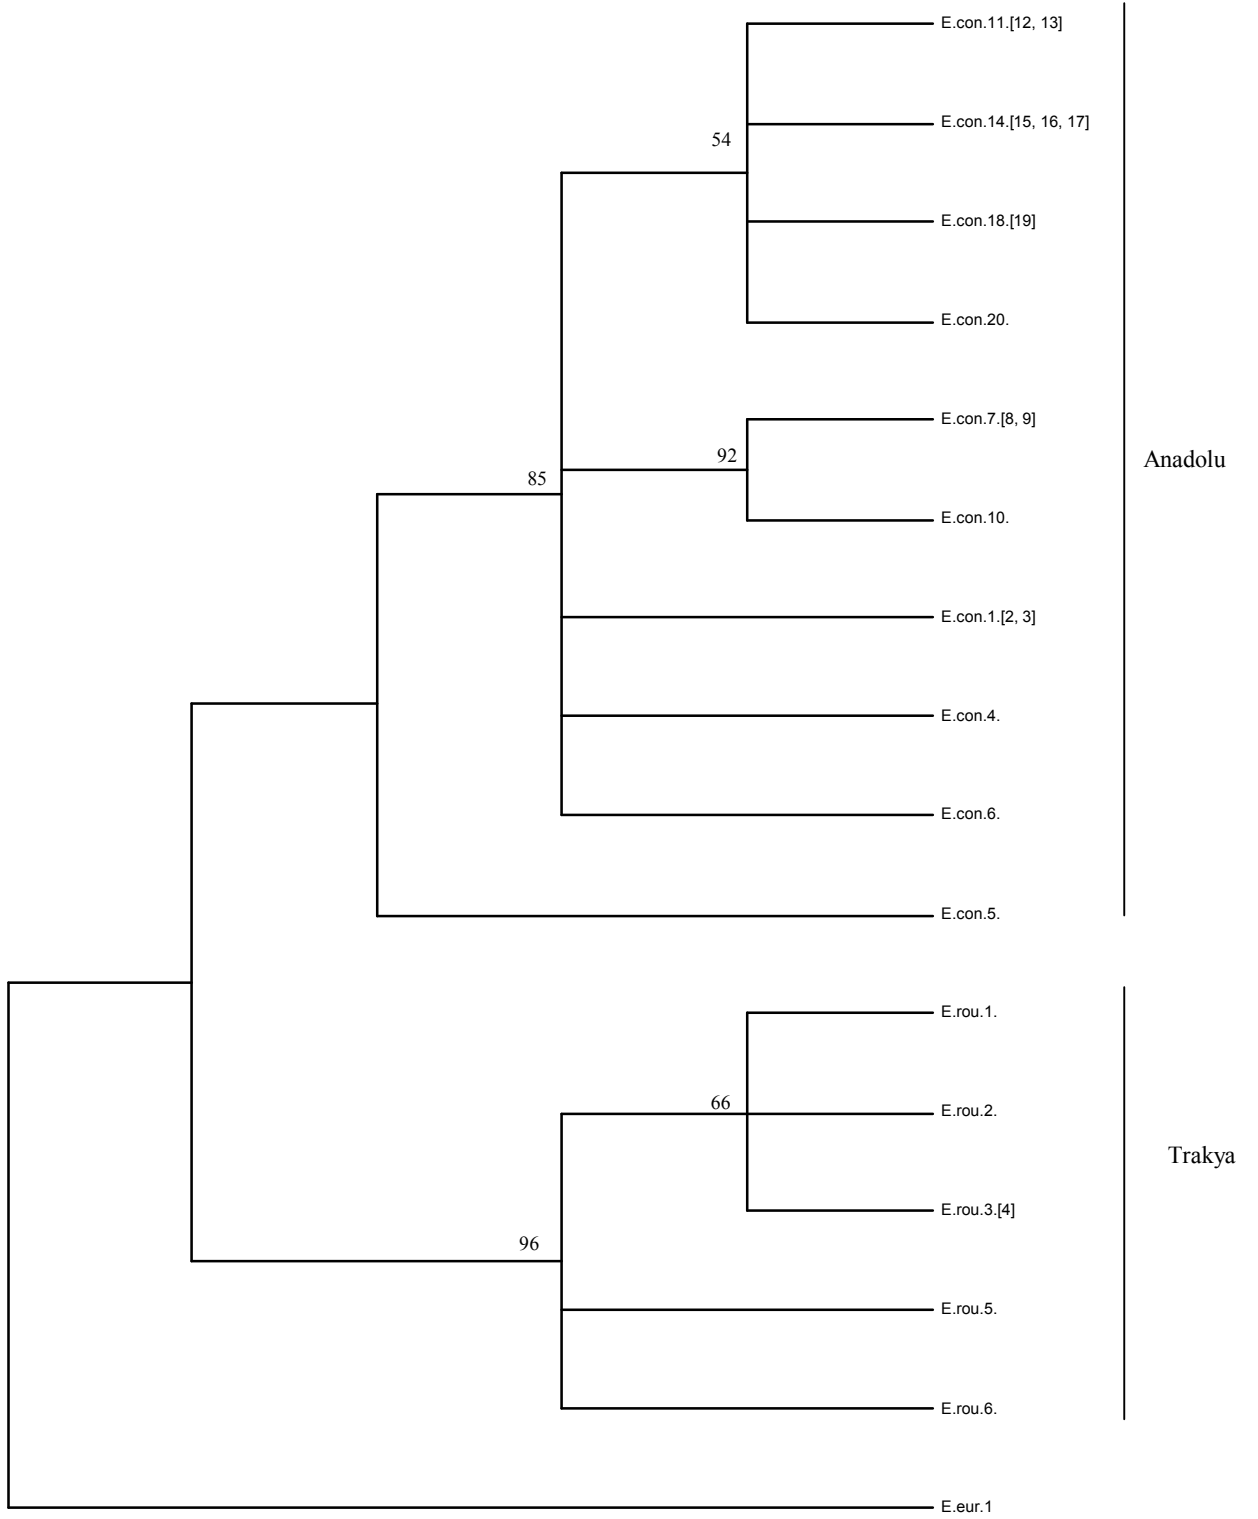 E.con.11.[12, 13]
E.con.14.[15, 16, 17]
54
E.con.18.[19]
E.con.20.
E.con.7.[8, 9]
92
Anadolu
85
E.con.10.
E.con.1.[2, 3]
E.con.4.
E.con.6.
E.con.5.
E.rou.1.
66
E.rou.2.
Trakya
E.rou.3.[4]
96
E.rou.5.
E.rou.6.
E.eur.1